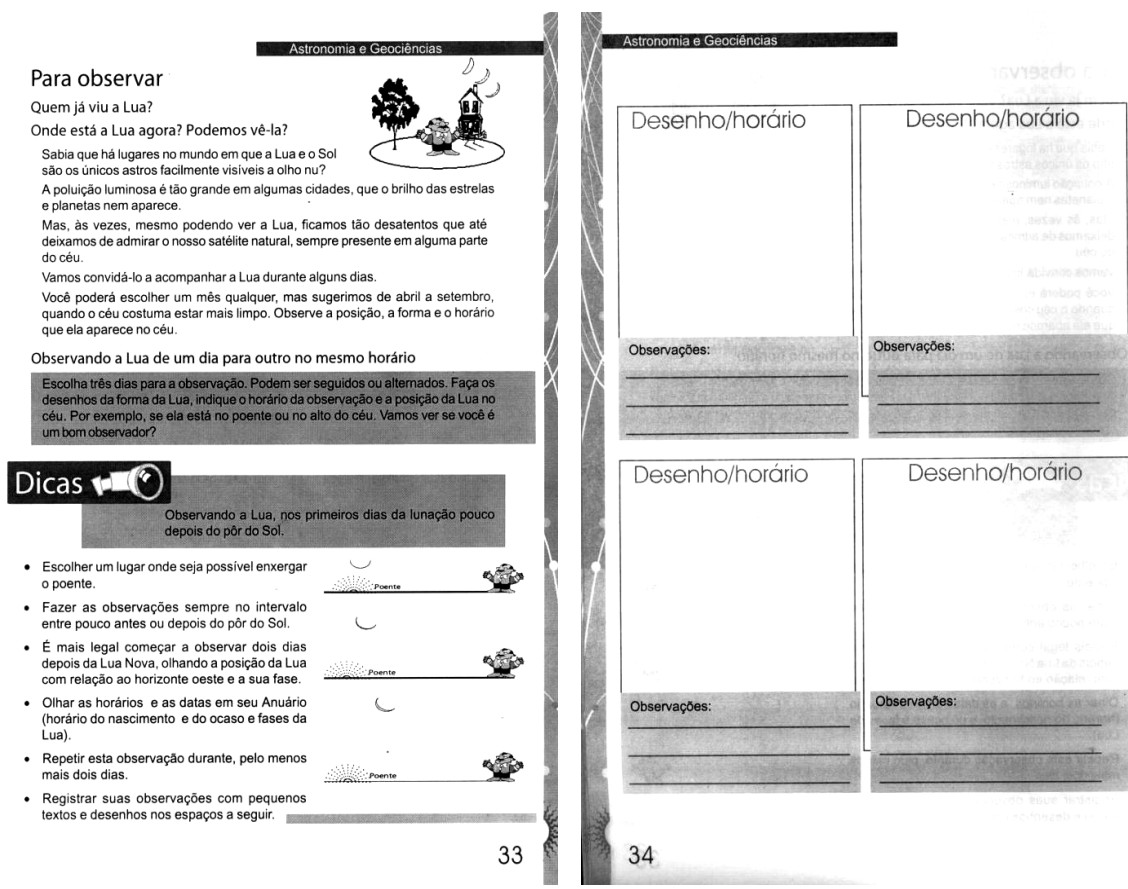 Astronomia e Geociências
Para observar
Quem já viu a Lua?
Onde está a Lua agora? Podemos vê-la?
Sabia que há lugares no mundo em que a Lua e o Sol
são os únicos astros facilmente visíveis a olho nu?
A poluição luminosa é tão grande em algumas cidades, que o brilho das estrelas
e planetas nem aparece.
Mas, às vezes, mesmo podendo ver a Lua, ficamos tão desatentos que até
deixamos de admirar o nosso satélite natural, sempre presente em alguma parte
do céu.
Vamos convidá-lo a acompanhar a Lua durante alguns dias.
Você poderá escolher um mês qualquer, mas sugerimos de abril a setembro,
quando o céu costuma estar mais limpo. Observe a posição, a forma e o horário
que ela aparece no céu.
Observando a Lua de um dia para outro no mesmo horário
Escolha três dias para a observação. Podem ser seguidos ou alternados. Faça os
desenhos da forma da Lua, indique o horário da observação e a posição da Lua no
céu. Por exemplo, se ela está no poente ou no alto do céu. Vamos ver se você é
um bom observador?
Dicas
Observando a Lua, nos primeiros dias da lunação pouco
depois do pôr do Sol.
• Escolher um lugar onde seja possível enxergar
o poente.
• Fazer as observações sempre no intervalo
entre pouco antes ou depois do pôr do Sol.
• É mais legal começar a observar dois dias
depois da Lua Nova, olhando a posição da Lua
com relação ao horizonte oeste e a sua fase.
• Olhar as horários e as datas em seu Anuário
(horário do nascimento e do ocaso e fases da
Lua).
• Repetir esta observação durante, pelo menos
mais dois dias.
• Registrar suas observações com pequenos
textos e desenhos nos espaços a seguir.
Poente
Poente
Poente
33
Astronomia e Geociências
Desenho/horário
Desenho/horário
Observações:
Observações:
Desenho/horário
Desenho/horário
Observações:
Observações:
34